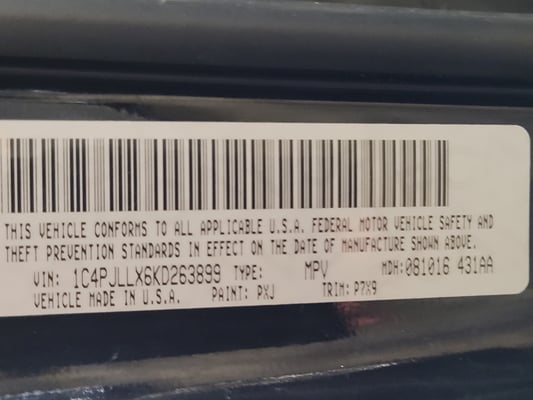 THIS VEHICLE CONFORMS TO ALL APPLICABLE U.S.A. FEDERAL MOTOR VEHICLE SAFETY AND
THEFT PREVENTION STANDARDS IN EFFECT ON THE DATE OF MANUFACTURE SHOWN ABOVE.
VIN: 1C4PJLLX6KD263899 TYPE: MPV MDH: 081016 431AA
VEHICLE MADE IN U.S.A. PAINT: PXJ TRIM: P7X9